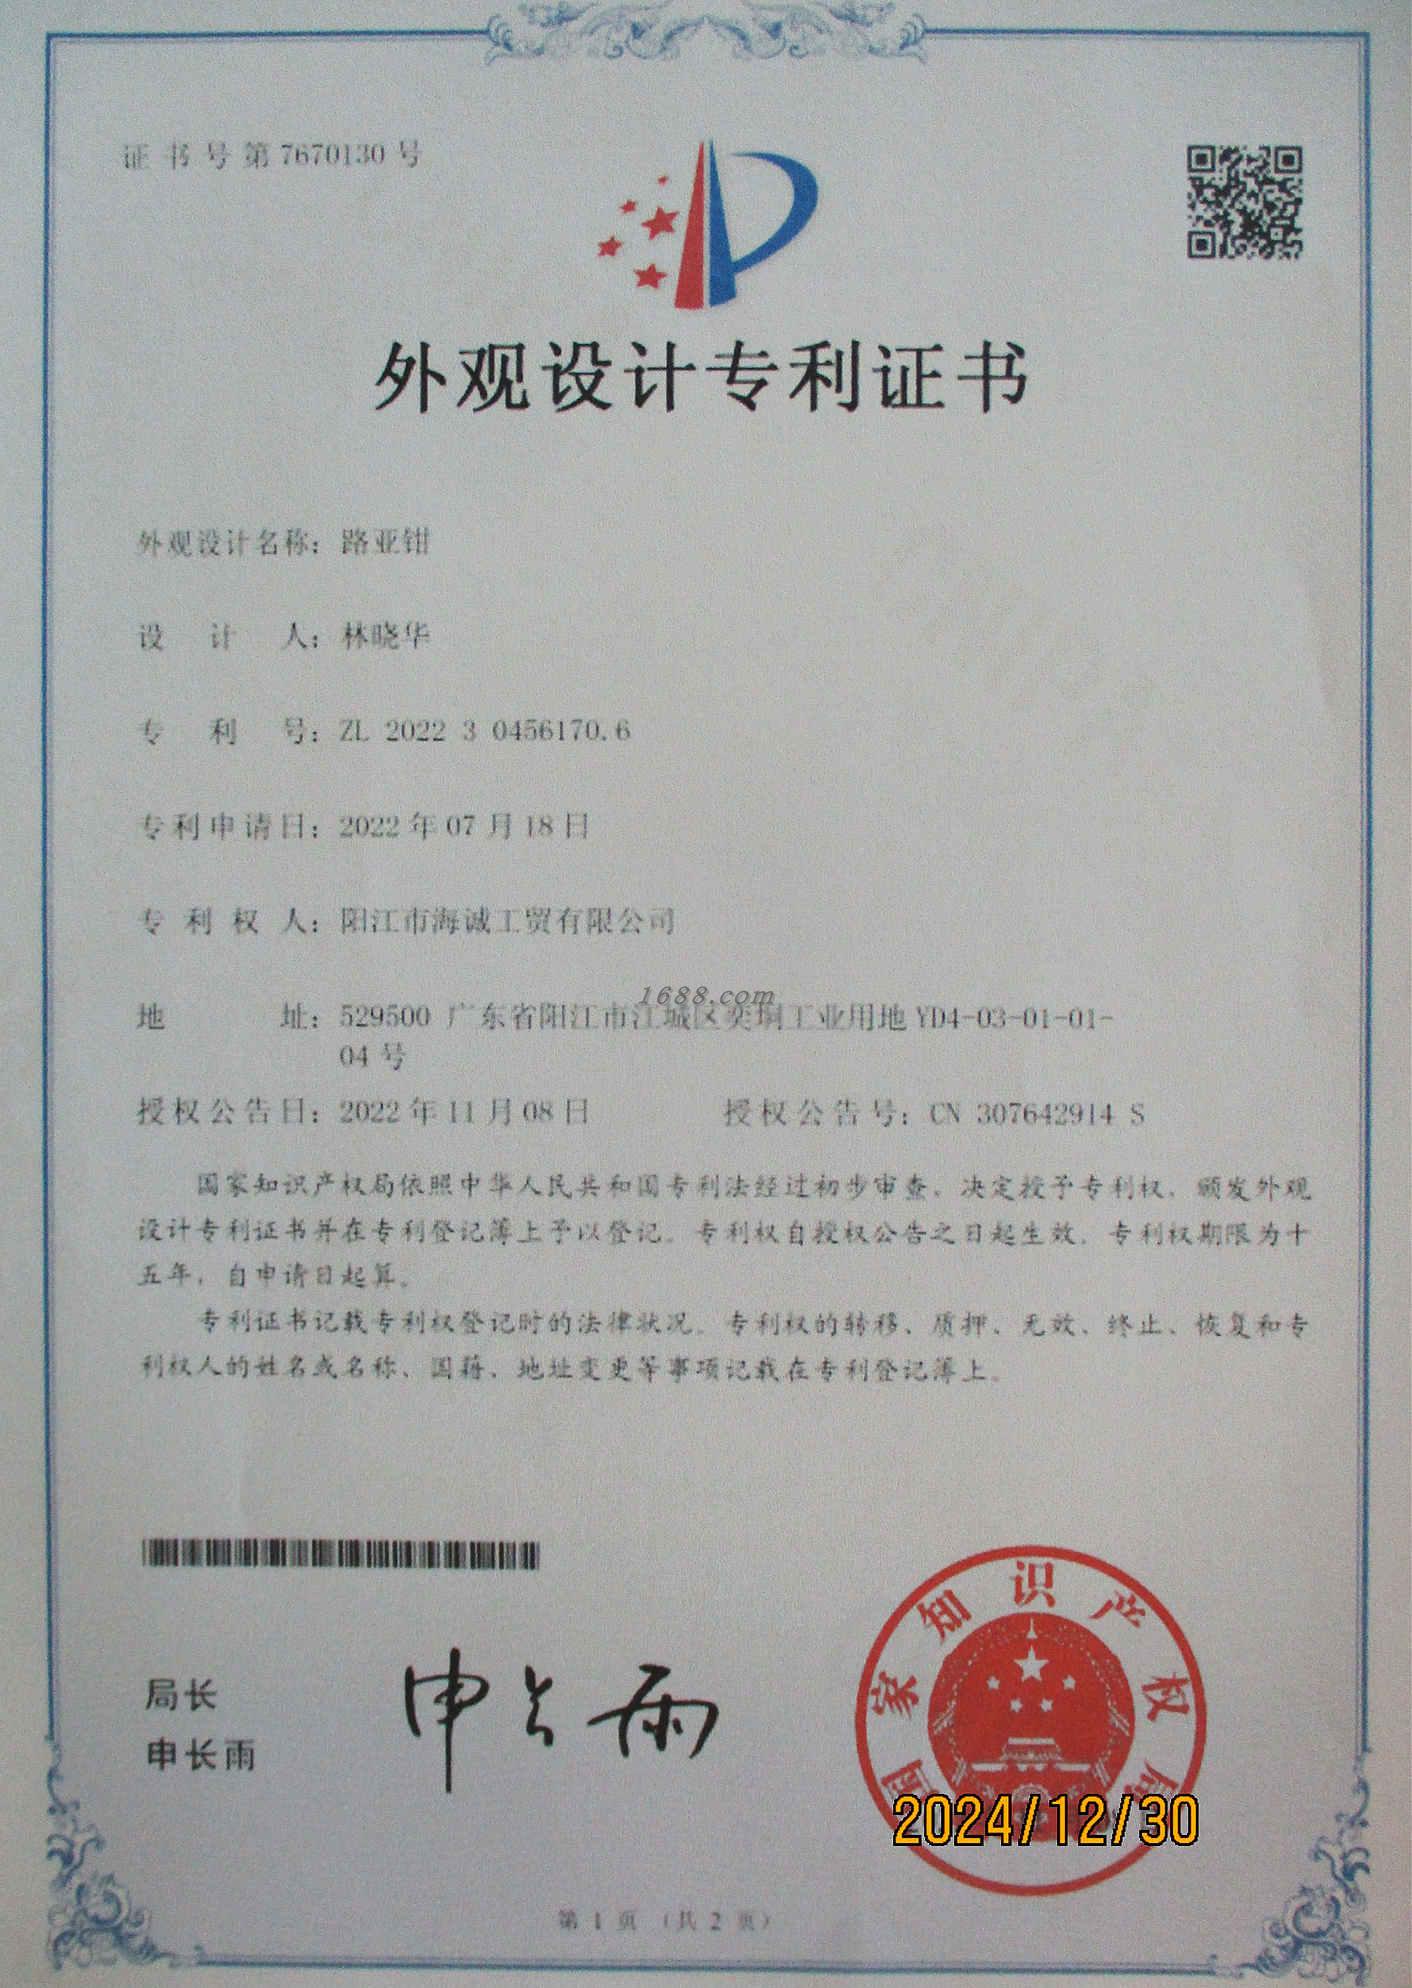 证书号第7670130号
外观设计专利证书
外观设计名称：路亚钳
设计人：林晓华
专利号：ZL 2022 3 0456170.6
专利申请日：2022年07月18日
专利权人：阳江市海诚工贸有限公司
1688.com
地址：529500 广东省阳江市江城区奕垌工业用地YD4-03-01-01-
04号
授权公告日：2022年11月08日 授权公告号：CN 307642914 S
国家知识产权局依照中华人民共和国专利法经过初步审查，决定授予专利权，颁发外观
设计专利证书并在专利登记簿上予以登记。专利权自授权公告之日起生效。专利权期限为十
五年，自申请日起算。
专利证书记载专利权登记时的法律状况。专利权的转移、质押、无效、终止、恢复和专
利权人的姓名或名称、国籍、地址变更等事项记载在专利登记簿上。
局长
申长雨
申长雨
国家知识产权局
2024/12/30
第1页（共2页）